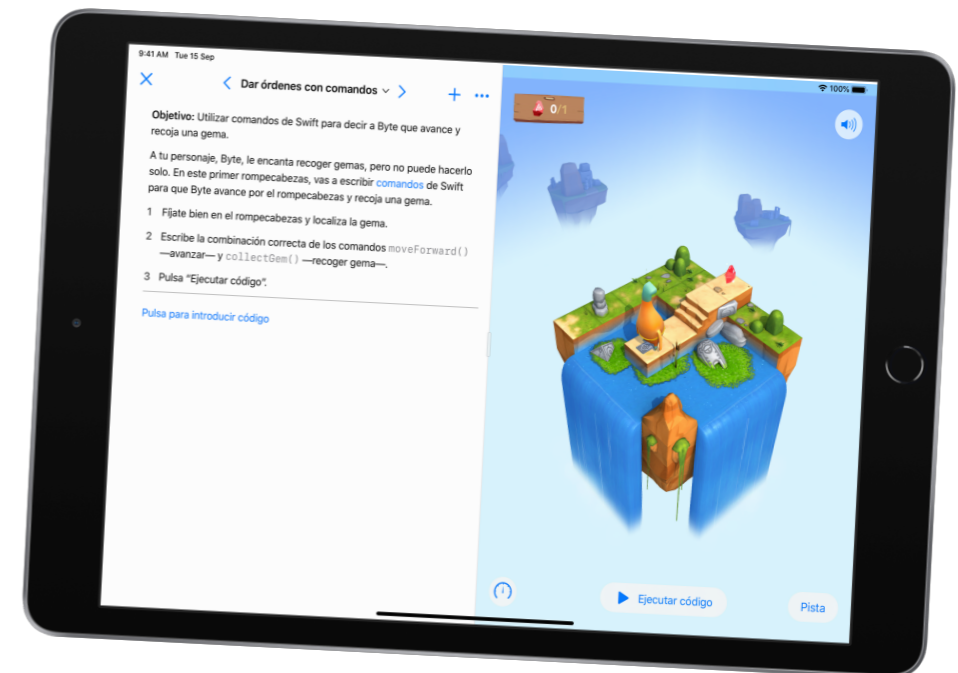 9:41 AM Tue 15 Sep
100%
Dar órdenes con comandos
0/1
Objetivo: Utilizar comandos de Swift para decir a Byte que avance y
recoja una gema.
A tu personaje, Byte, le encanta recoger gemas, pero no puede hacerlo
solo. En este primer rompecabezas, vas a escribir comandos de Swift
para que Byte avance por el rompecabezas y recoja una gema.
1 Fíjate bien en el rompecabezas y localiza la gema.
2 Escribe la combinación correcta de los comandos moveForward()
—avanzar— y collectGem() —recoger gema—.
3 Pulsa “Ejecutar código”.
Pulsa para introducir código
Ejecutar código
Pista